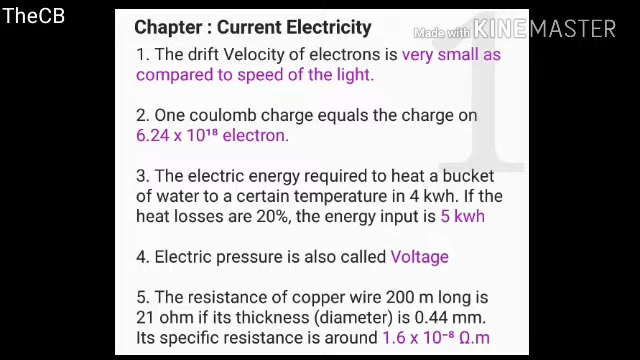 TheCB
Made with KINEMASTER
Chapter : Current Electricity
1
1. The drift Velocity of electrons is very small as
compared to speed of the light.
2. One coulomb charge equals the charge on
6.24 x 10¹⁸ electron.
3. The electric energy required to heat a bucket
of water to a certain temperature in 4 kwh. If the
heat losses are 20%, the energy input is 5 kwh
4. Electric pressure is also called Voltage
5. The resistance of copper wire 200 m long is
21 ohm if its thickness (diameter) is 0.44 mm.
Its specific resistance is around 1.6 x 10⁻⁸ Ω.m